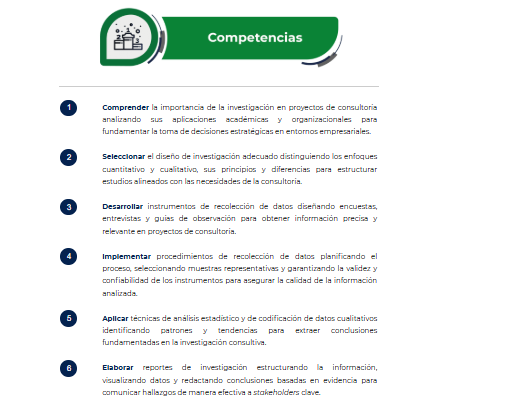 Competencias
1
Comprender la importancia de la investigación en proyectos de consultoría
analizando sus aplicaciones académicas y organizacionales para
fundamentar la toma de decisiones estratégicas en entornos empresariales.
2
Seleccionar el diseño de investigación adecuado distinguiendo los enfoques
cuantitativo y cualitativo, sus principios y diferencias para estructurar
estudios alineados con las necesidades de la consultoría.
3
Desarrollar instrumentos de recolección de datos diseñando encuestas,
entrevistas y guías de observación para obtener información precisa y
relevante en proyectos de consultoría.
4
Implementar procedimientos de recolección de datos planificando el
proceso, seleccionando muestras representativas y garantizando la validez y
confiabilidad de los instrumentos para asegurar la calidad de la información
analizada.
5
Aplicar técnicas de análisis estadístico y de codificación de datos cualitativos
identificando patrones y tendencias para extraer conclusiones
fundamentadas en la investigación consultiva.
6
Elaborar reportes de investigación estructurando la información,
visualizando datos y redactando conclusiones basadas en evidencia para
comunicar hallazgos de manera efectiva a stakeholders clave.